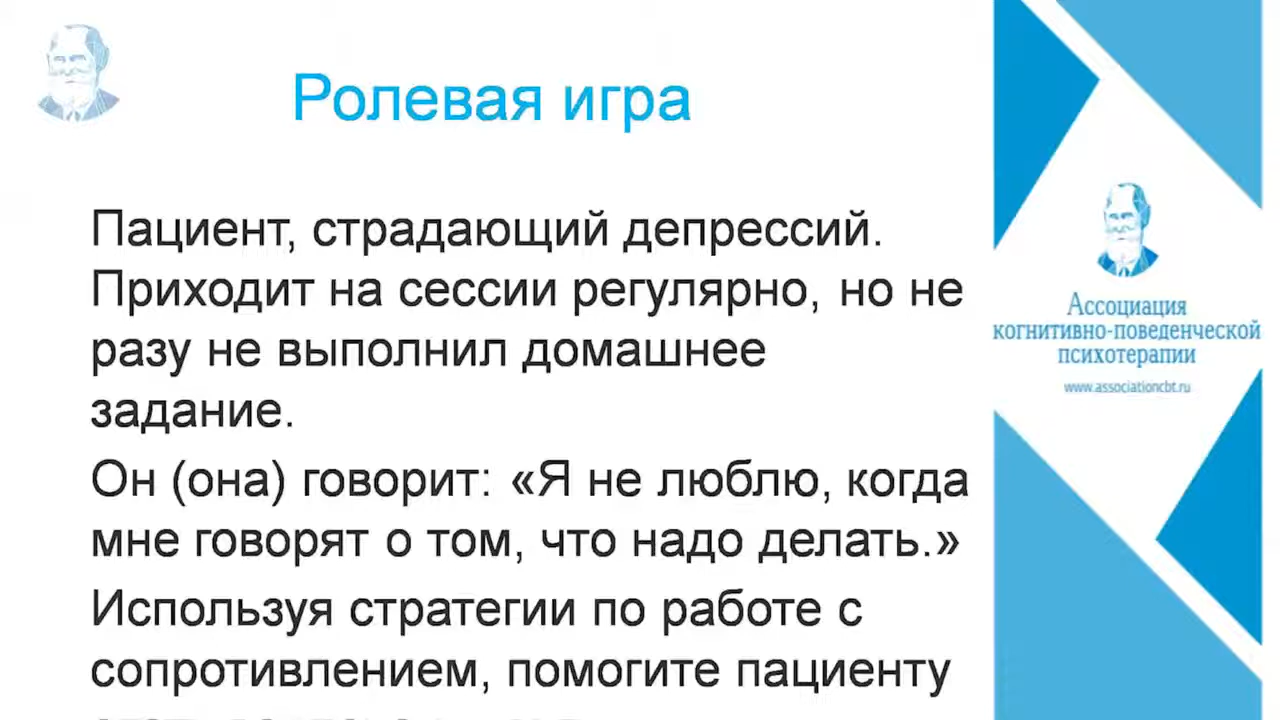 Ролевая игра
Пациент, страдающий депрессий.
Приходит на сессии регулярно, но не
разу не выполнил домашнее
задание.
Он (она) говорит: «Я не люблю, когда
мне говорят о том, что надо делать.»
Используя стратегии по работе с
сопротивлением, помогите пациенту
Ассоциация
когнитивно-поведенческой
психотерапии
www.associationcbt.ru